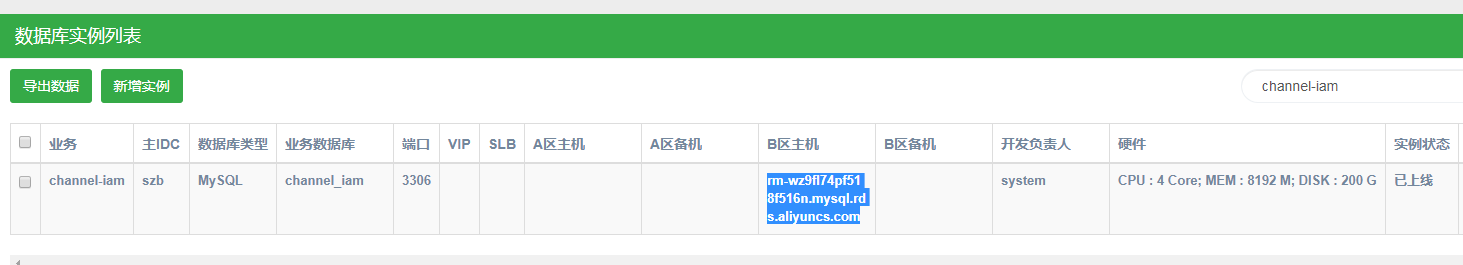 数据库实例列表
导出数据 新增实例 channel-iam
业务 主IDC 数据库类型 业务数据库 端口 VIP SLB A区主机 A区备机 B区主机 B区备机 开发负责人 硬件 实例状态
channel-iam szb MySQL channel_iam 3306 rm-wz9fl74pf51 system CPU : 4 Core; MEM : 8192 M; DISK : 200 G 已上线
8f516n.mysql.rd
s.aliyuncs.com